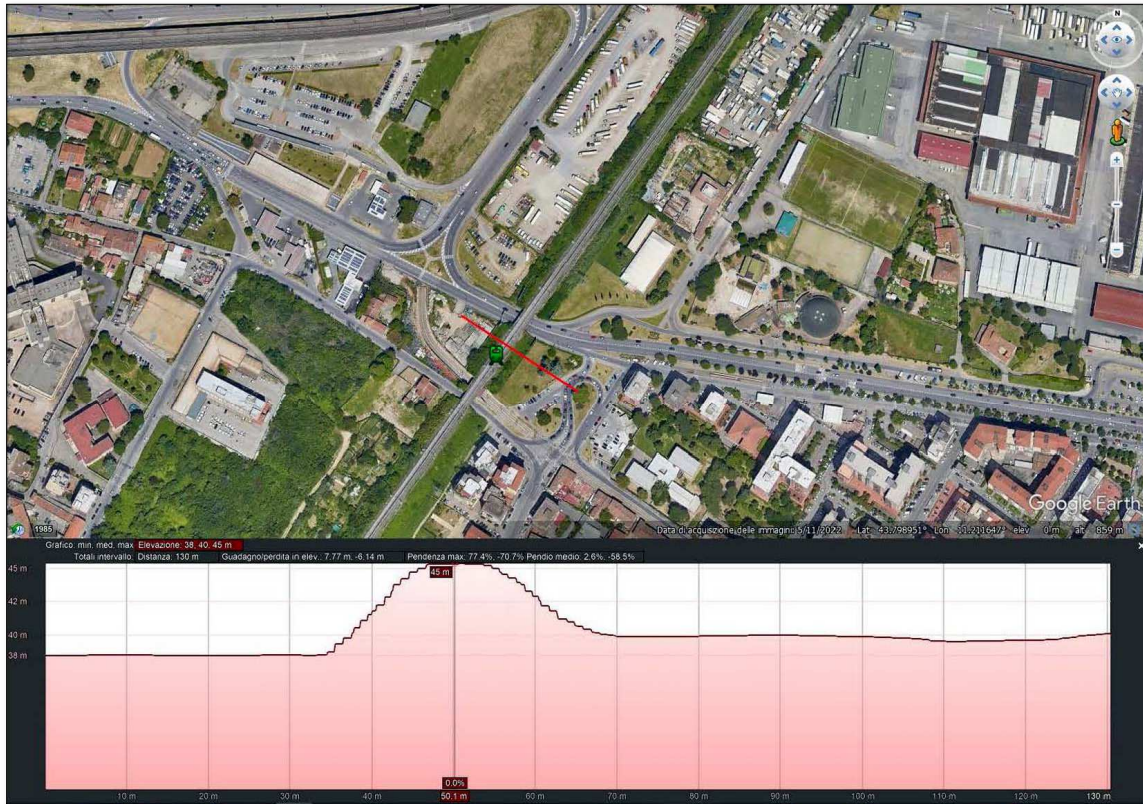 N
Google Earth
1985
Data di acquisizione delle immagini: 5/11/2022 Lat 43.798951° Lon 11.211647° elev 0 m alt 859 m
Grafico: min, med, max Elevazione: 38, 40, 45 m
Totali intervallo: Distanza: 130 m Guadagno/perdita in elev.: 7.77 m, -6.14 m Pendenza max: 77.4%, -70.7% Pendio medio: 2.6%, -58.5%
45 m
45 m
42 m
40 m
38 m
0.0%
10 m 20 m 30 m 40 m 50.1 m 60 m 70 m 80 m 90 m 100 m 110 m 120 m 130 m